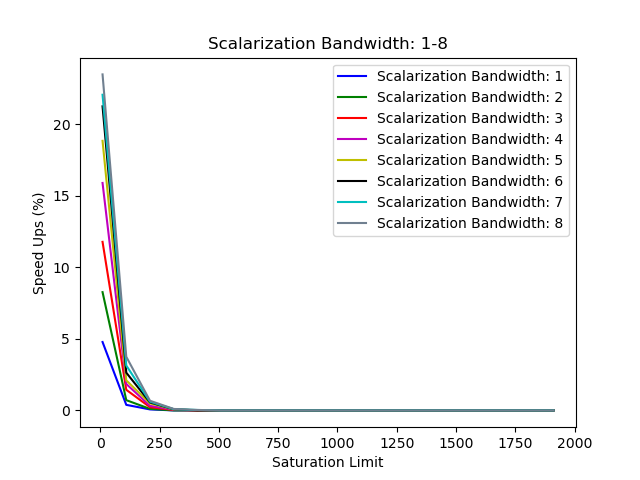 Scalarization Bandwidth: 1-8
Scalarization Bandwidth: 1
Scalarization Bandwidth: 2
Scalarization Bandwidth: 3
Scalarization Bandwidth: 4
Scalarization Bandwidth: 5
Scalarization Bandwidth: 6
Scalarization Bandwidth: 7
Scalarization Bandwidth: 8
Speed Ups (%)
20
15
10
5
0
0 250 500 750 1000 1250 1500 1750 2000
Saturation Limit